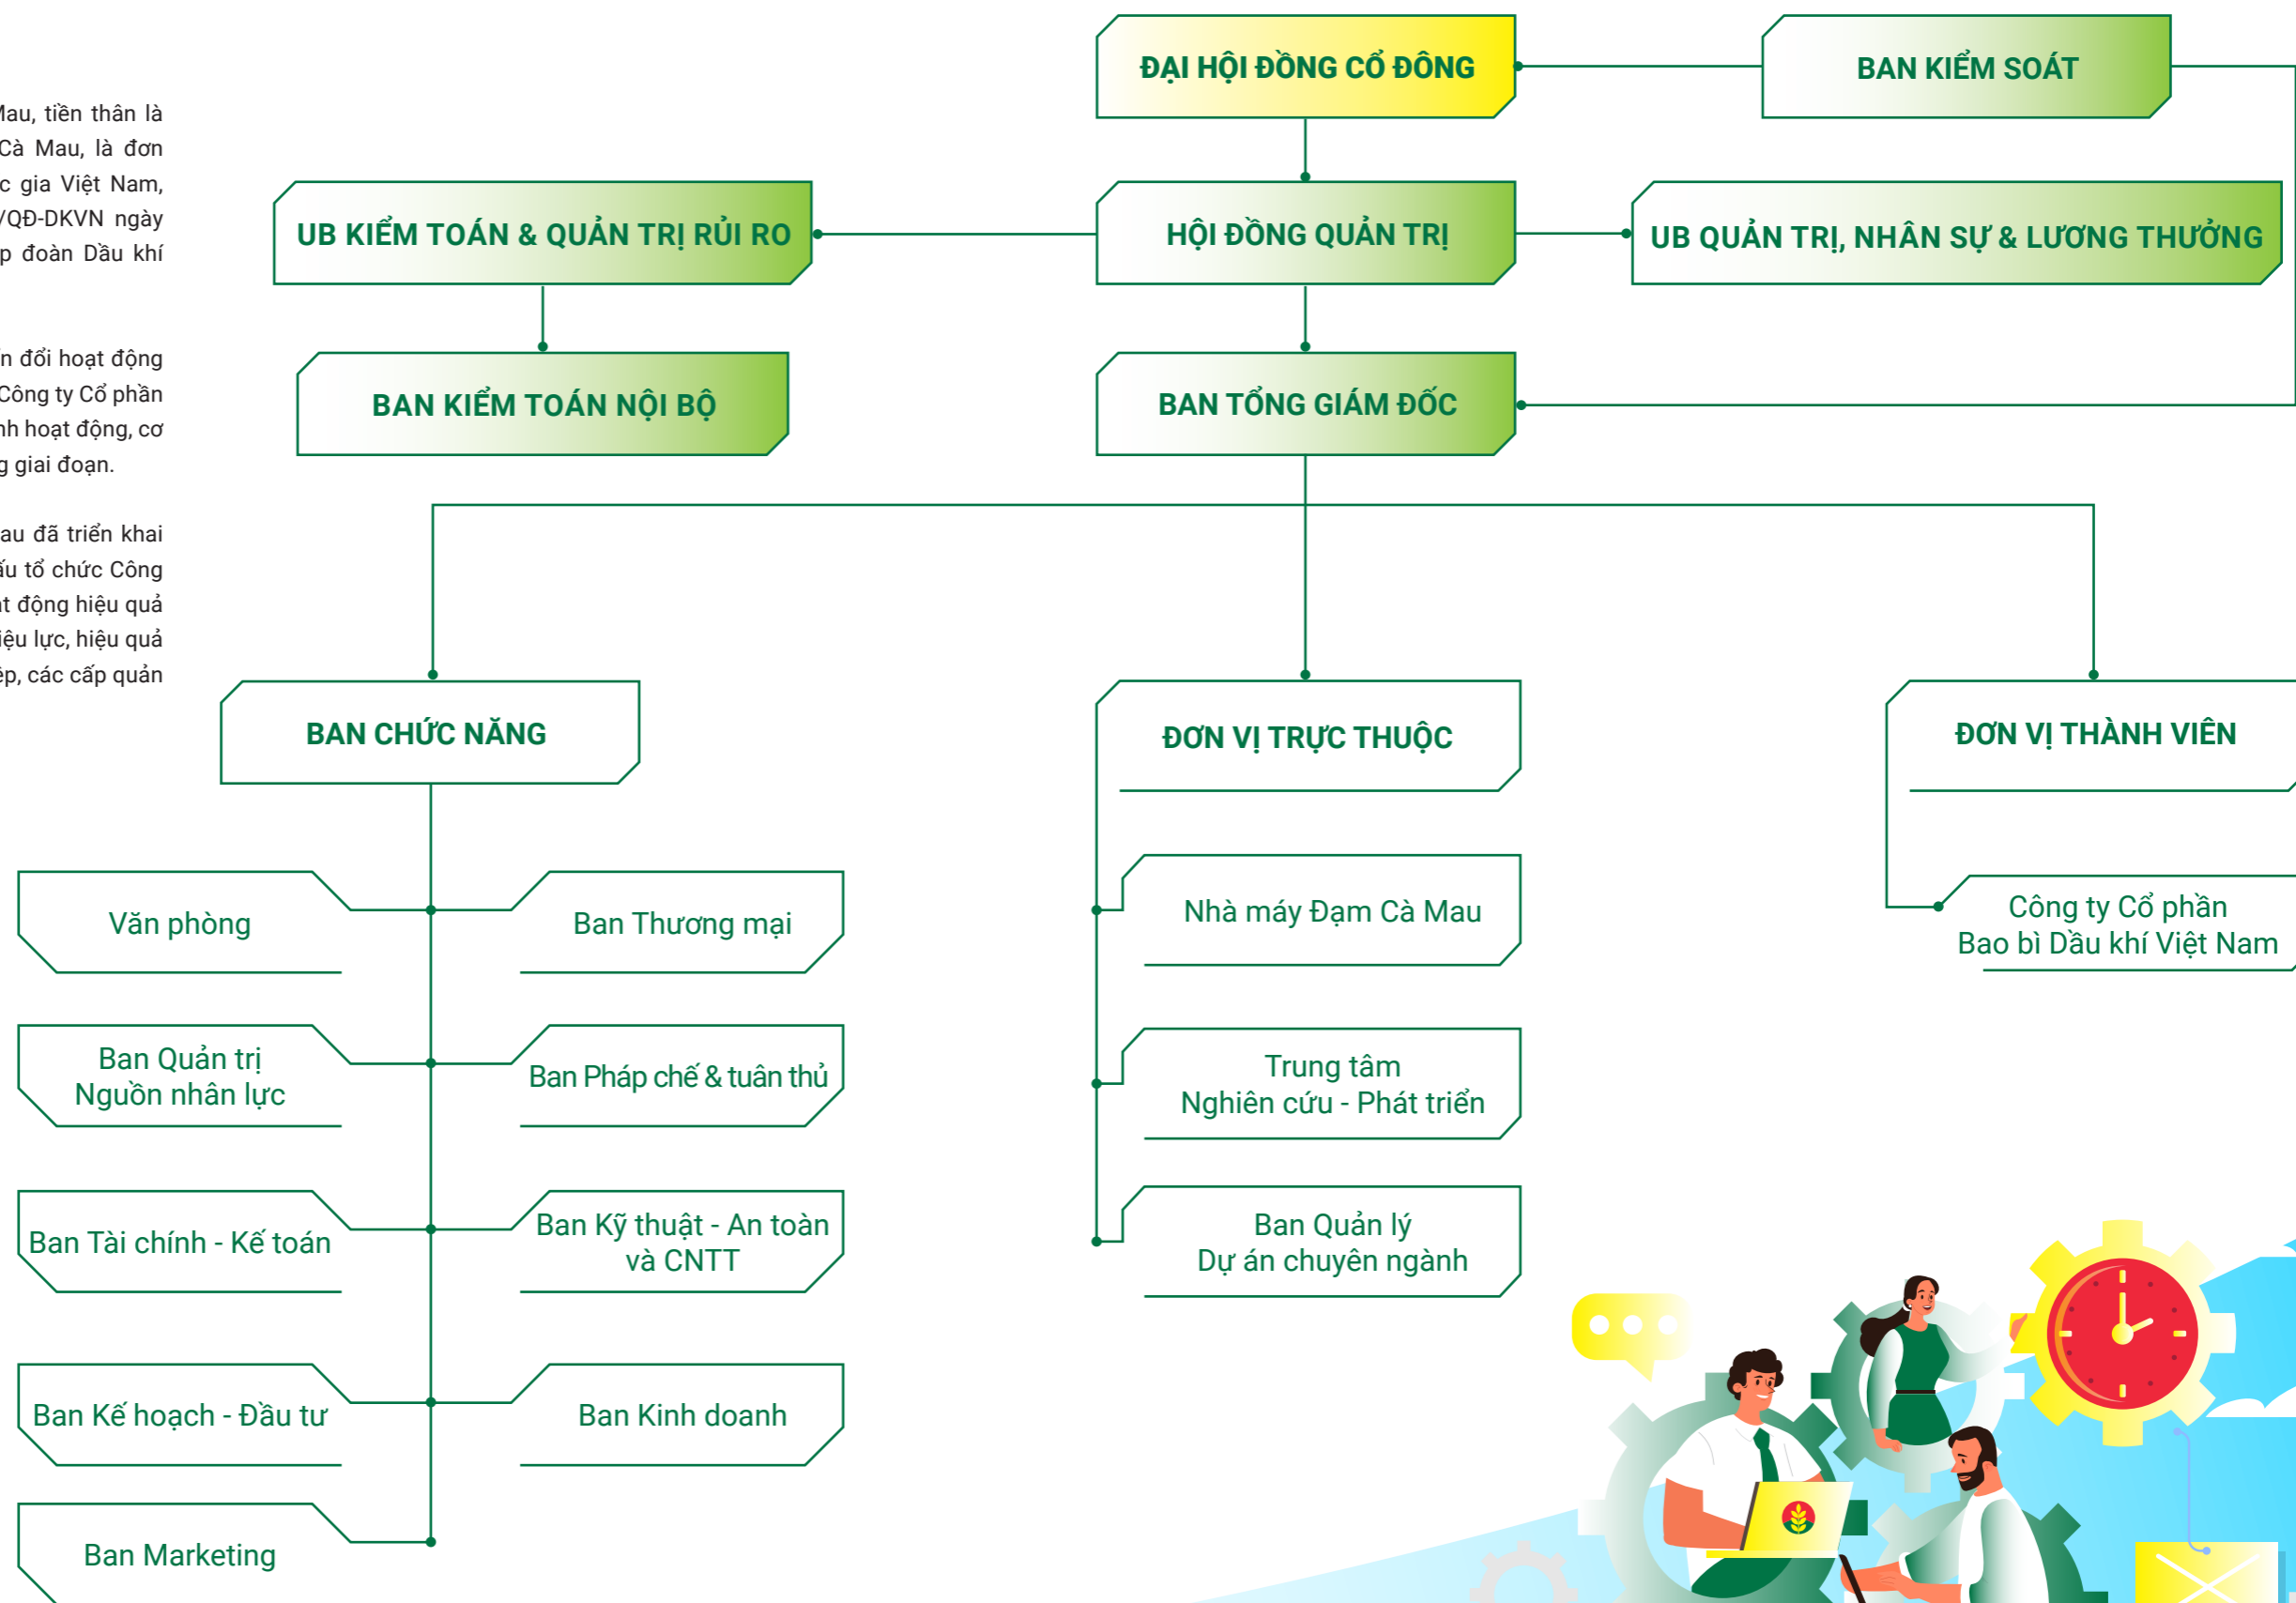 Mau, tiền thân là
Cà Mau, là đơn
gia Việt Nam,
/QĐ-DKVN ngày
đoàn Dầu khí
đổi hoạt động
Công ty Cổ phần
hoạt động, cơ
giai đoạn.
đã triển khai
tổ chức Công
động hiệu quả
lực, hiệu quả
các cấp quản
ĐẠI HỘI ĐỒNG CỔ ĐÔNG
BAN KIỂM SOÁT
UB KIỂM TOÁN & QUẢN TRỊ RỦI RO
HỘI ĐỒNG QUẢN TRỊ
UB QUẢN TRỊ, NHÂN SỰ & LƯƠNG THƯỞNG
BAN KIỂM TOÁN NỘI BỘ
BAN TỔNG GIÁM ĐỐC
BAN CHỨC NĂNG
ĐƠN VỊ TRỰC THUỘC
ĐƠN VỊ THÀNH VIÊN
Văn phòng
Ban Thương mại
Ban Quản trị
Nguồn nhân lực
Ban Pháp chế & tuân thủ
Ban Tài chính - Kế toán
Ban Kỹ thuật - An toàn
và CNTT
Ban Kế hoạch - Đầu tư
Ban Kinh doanh
Ban Marketing
Nhà máy Đạm Cà Mau
Trung tâm
Nghiên cứu - Phát triển
Ban Quản lý
Dự án chuyên ngành
Công ty Cổ phần
Bao bì Dầu khí Việt Nam